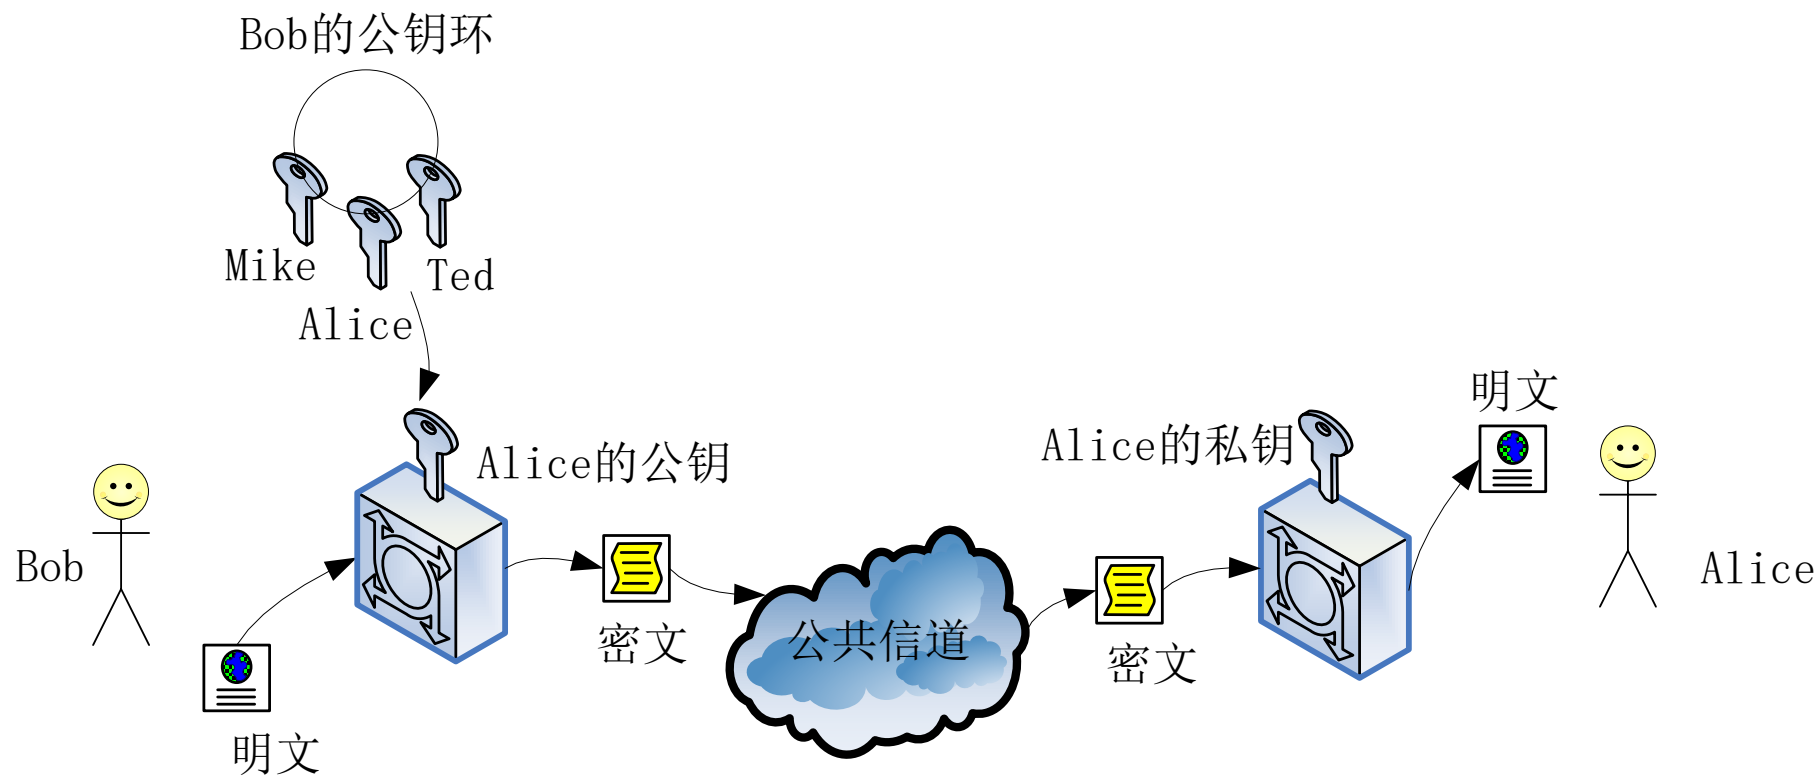 Bob的公钥环
Mike
Ted
Alice
Alice的公钥
Alice的私钥
明文
Bob
Alice
密文
公共信道
密文
明文